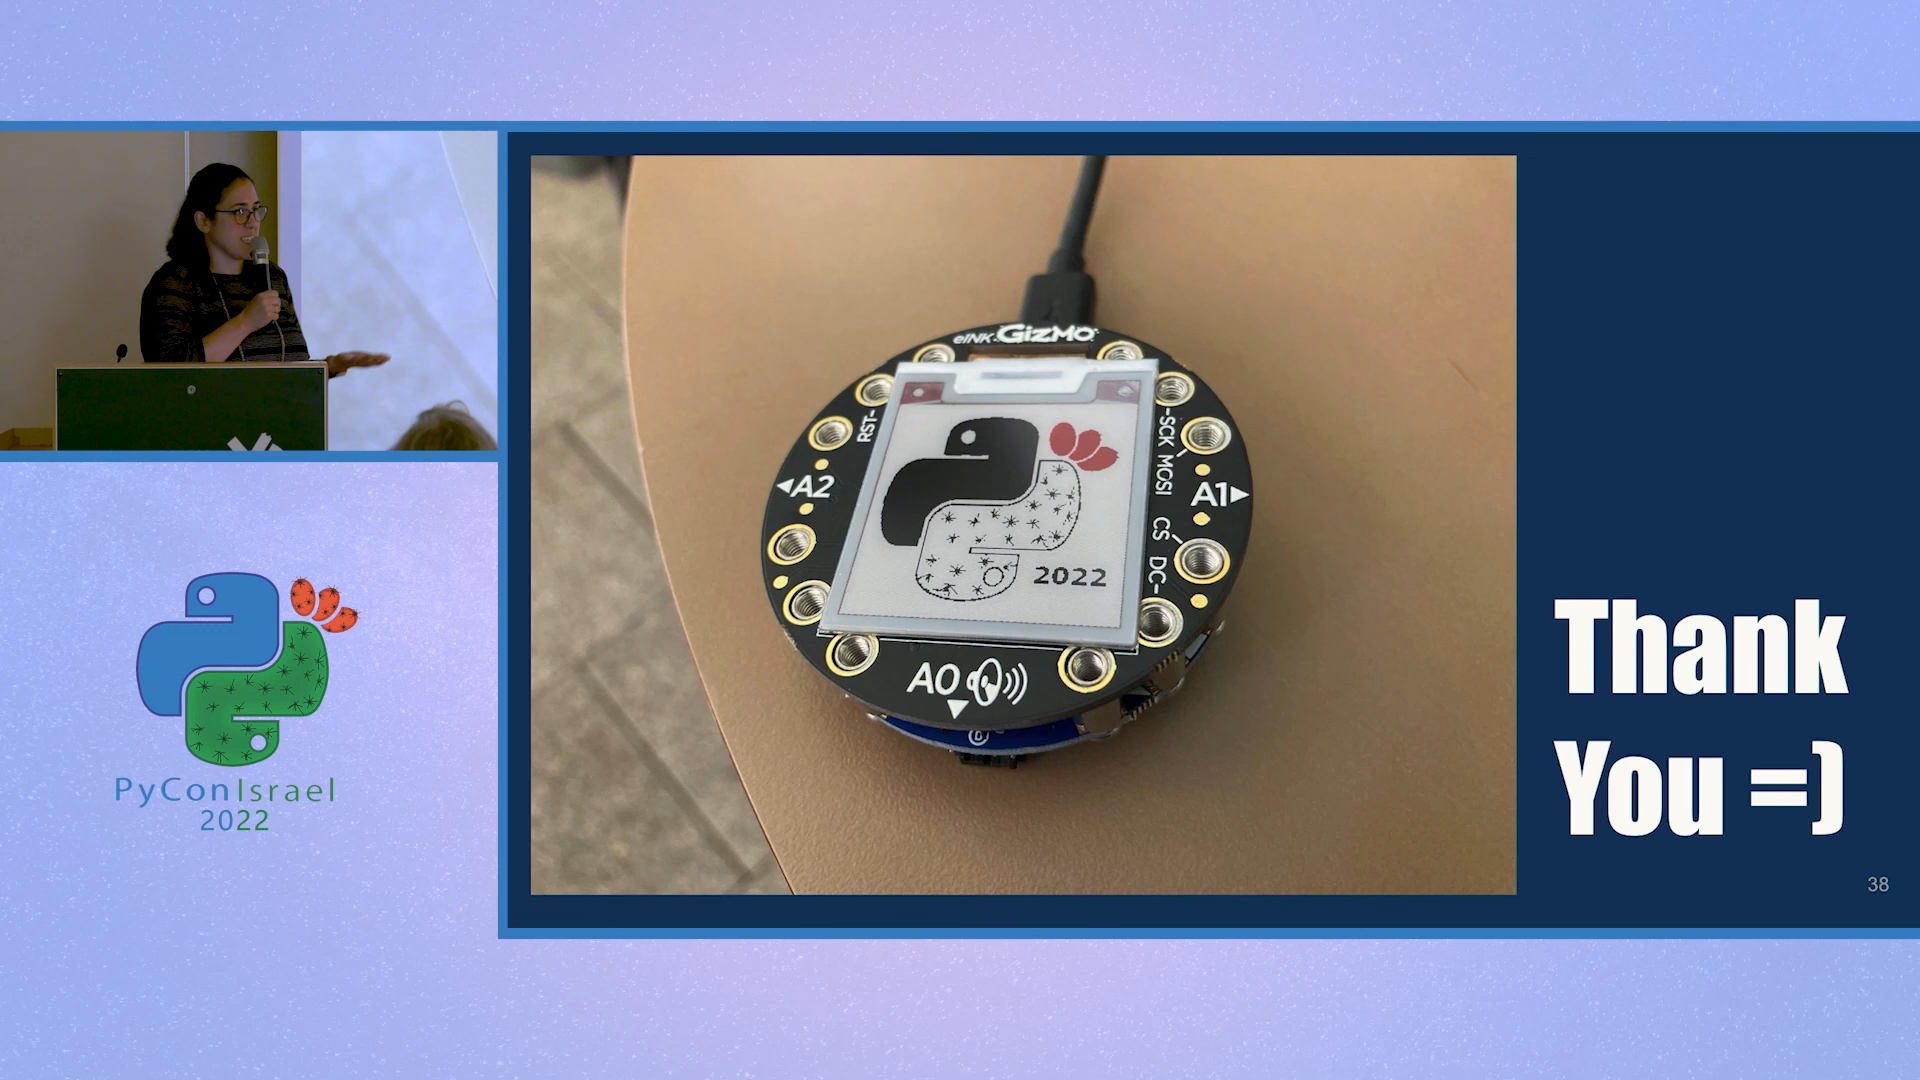 PyConIsrael
2022
eINK GizMO
RST-
-SCK MOSI
CS DC-
◀A2
A1▶
2022
A0
Thank
You =)
38